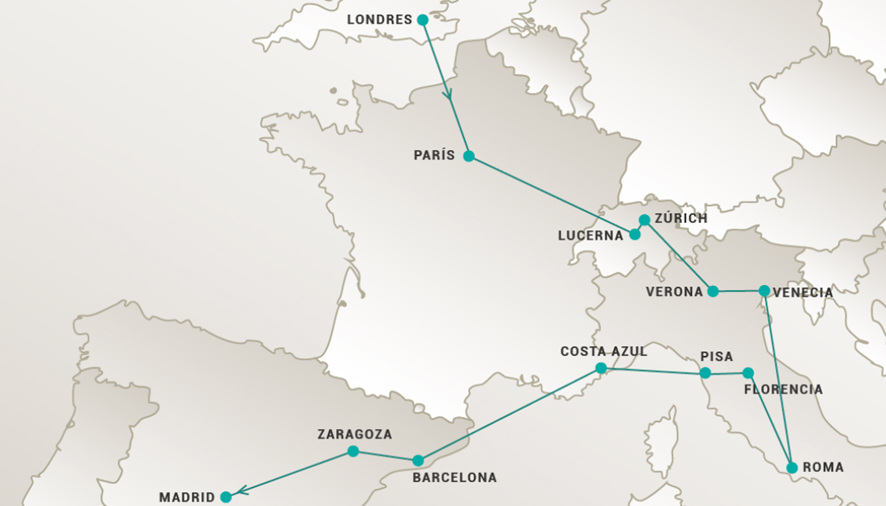 LONDRES
PARÍS
ZÚRICH
LUCERNA
VERONA
VENECIA
COSTA AZUL
PISA
FLORENCIA
ZARAGOZA
ROMA
BARCELONA
MADRID